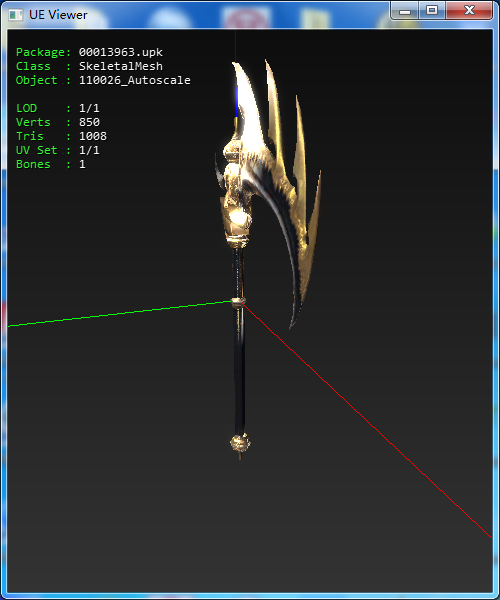 UE Viewer
Package: 00013963.upk
Class : SkeletalMesh
Object : 110026_Autoscale
LOD : 1/1
Verts : 850
Tris : 1008
UV Set : 1/1
Bones : 1